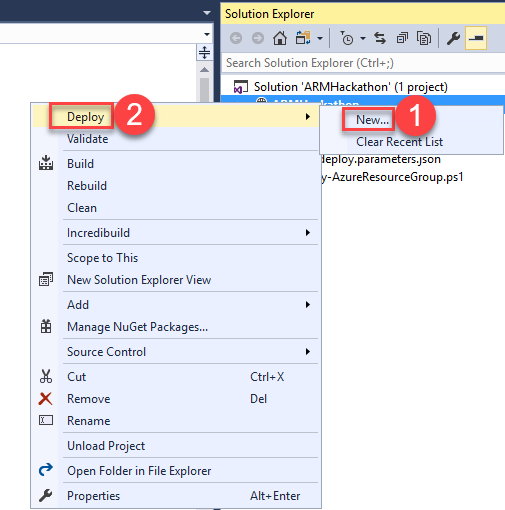 Solution Explorer
Search Solution Explorer (Ctrl+;)
Solution 'ARMHackathon' (1 project)
ARMHackathon
Deploy
2
New...
1
Validate
Clear Recent List
deploy.parameters.json
y-AzureResourceGroup.ps1
Build
Rebuild
Clean
Incredibuild
Scope to This
New Solution Explorer View
Add
Manage NuGet Packages...
Source Control
Cut Ctrl+X
Remove Del
Rename
Unload Project
Open Folder in File Explorer
Properties Alt+Enter